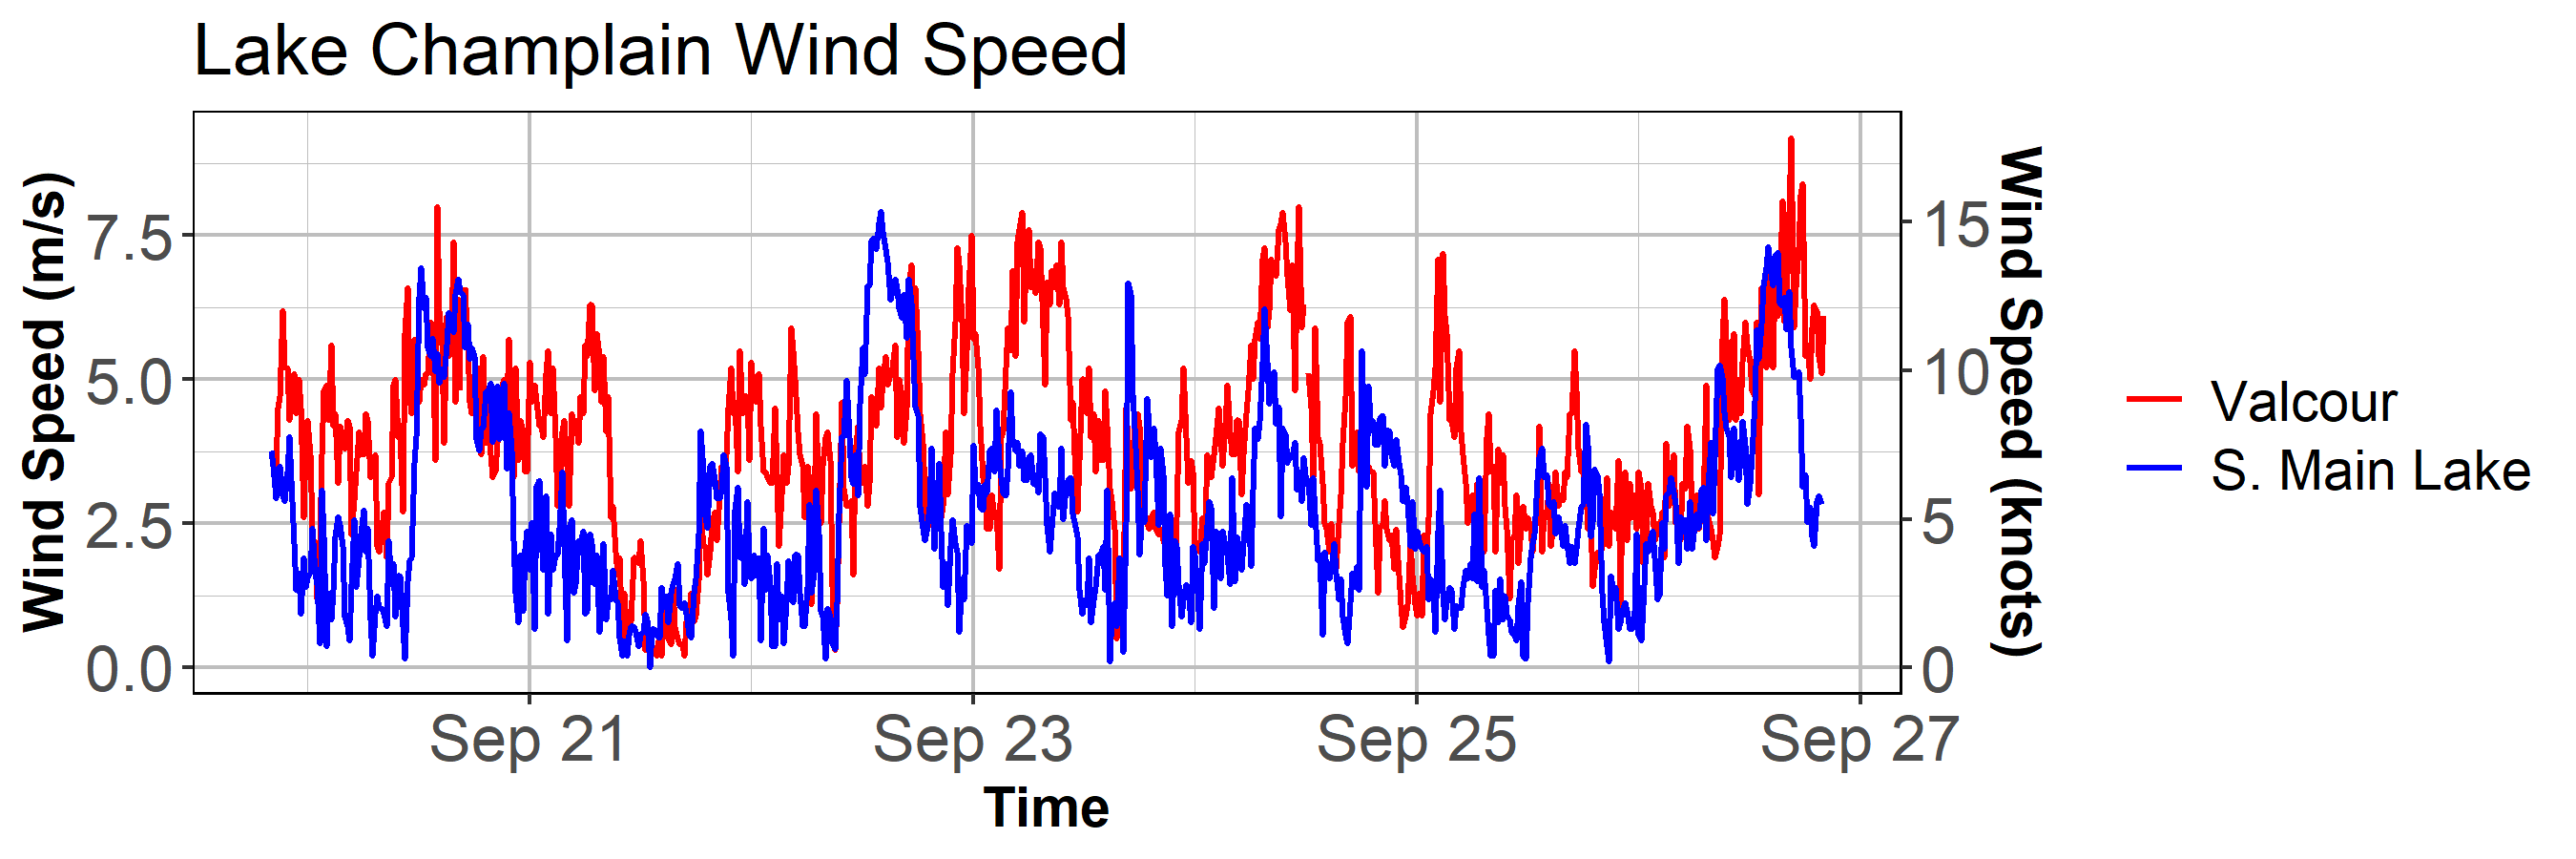 Lake Champlain Wind Speed
Wind Speed (m/s)
7.5
5.0
2.5
0.0
15
10
5
0
Wind Speed (knots)
Sep 21
Sep 23
Sep 25
Sep 27
Time
Valcour
S. Main Lake